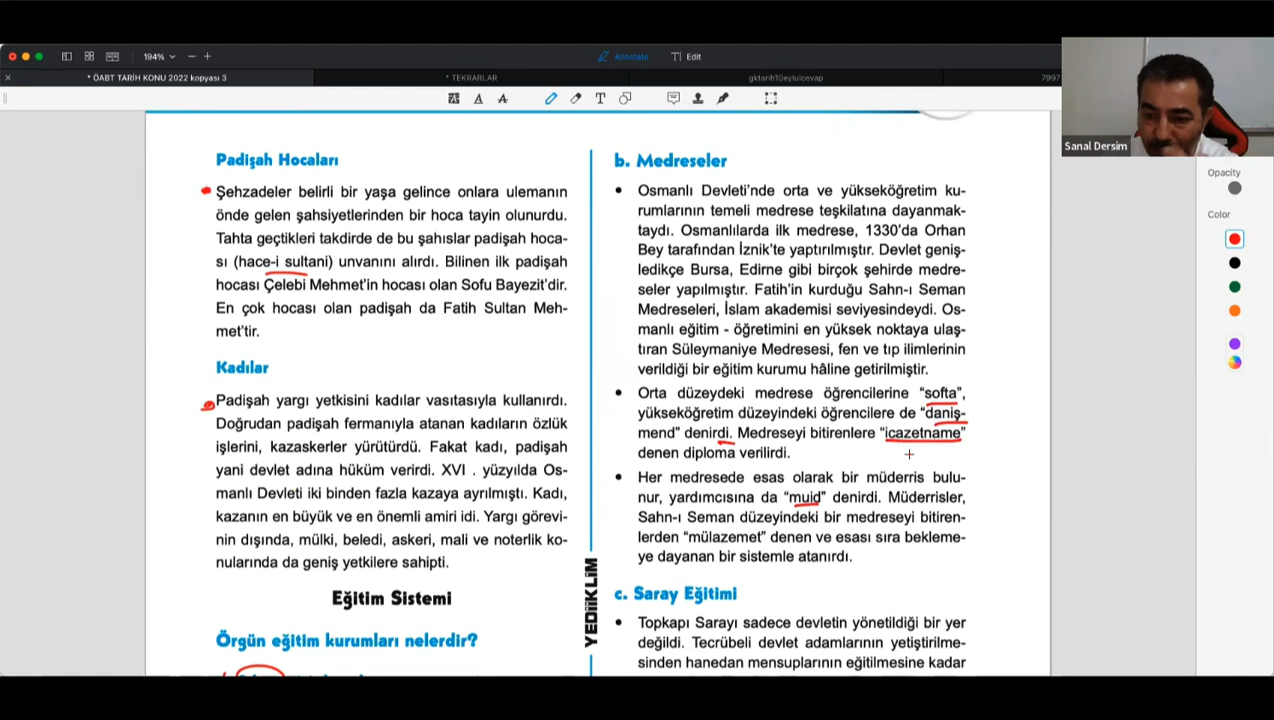 194%
Annotate
Edit
* ÖABT TARİH KONU 2022 kopyası 3
* TEKRARLAR
gktarih10eylulcevap
7997
Sanal Dersim
Opacity
Color
Padişah Hocaları
Şehzadeler belirli bir yaşa gelince onlara ulemanın
önde gelen şahsiyetlerinden bir hoca tayin olunurdu.
Tahta geçtikleri takdirde de bu şahıslar padişah hoca-
sı (hace-i sultani) unvanını alırdı. Bilinen ilk padişah
hocası Çelebi Mehmet'in hocası olan Sofu Bayezit'dir.
En çok hocası olan padişah da Fatih Sultan Meh-
met'tir.
Kadılar
Padişah yargı yetkisini kadılar vasıtasıyla kullanırdı.
Doğrudan padişah fermanıyla atanan kadıların özlük
işlerini, kazaskerler yürütürdü. Fakat kadı, padişah
yani devlet adına hüküm verirdi. XVI . yüzyılda Os-
manlı Devleti iki binden fazla kazaya ayrılmıştı. Kadı,
kazanın en büyük ve en önemli amiri idi. Yargı görevi-
nin dışında, mülki, beledi, askeri, mali ve noterlik ko-
nularında da geniş yetkilere sahipti.
Eğitim Sistemi
Örgün eğitim kurumları nelerdir?
YEDİİKLİM
b. Medreseler
• Osmanlı Devleti'nde orta ve yükseköğretim ku-
rumlarının temeli medrese teşkilatına dayanmak-
taydı. Osmanlılarda ilk medrese, 1330'da Orhan
Bey tarafından İznik'te yaptırılmıştır. Devlet geniş-
ledikçe Bursa, Edirne gibi birçok şehirde medre-
seler yapılmıştır. Fatih'in kurduğu Sahn-ı Seman
Medreseleri, İslam akademisi seviyesindeydi. Os-
manlı eğitim - öğretimini en yüksek noktaya ulaş-
tıran Süleymaniye Medresesi, fen ve tıp ilimlerinin
verildiği bir eğitim kurumu hâline getirilmiştir.
• Orta düzeydeki medrese öğrencilerine "softa",
yükseköğretim düzeyindeki öğrencilere de "daniş-
mend" denirdi. Medreseyi bitirenlere "icazetname"
denen diploma verilirdi.
• Her medresede esas olarak bir müderris bulu-
nur, yardımcısına da "muid" denirdi. Müderrisler,
Sahn-ı Seman düzeyindeki bir medreseyi bitiren-
lerden "mülazemet" denen ve esası sıra bekleme-
ye dayanan bir sistemle atanırdı.
c. Saray Eğitimi
• Topkapı Sarayı sadece devletin yönetildiği bir yer
değildi. Tecrübeli devlet adamlarının yetiştirilme-
sinden hanedan mensuplarının eğitilmesine kadar